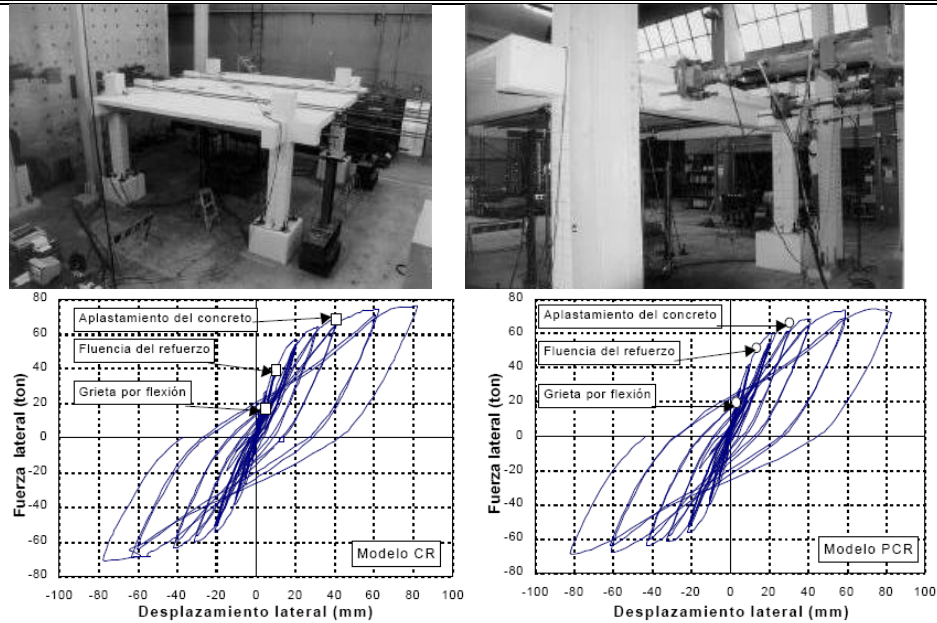 80
60
40
20
0
-20
-40
-60
-80
Fuerza lateral (ton)
Aplastamiento del concreto
Fluencia del refuerzo
Grieta por flexión
Modelo CR
-100 -80 -60 -40 -20 0 20 40 60 80 100
Desplazamiento lateral (mm)
80
60
40
20
0
-20
-40
-60
-80
Fuerza lateral (ton)
Aplastamiento del concreto
Fluencia del refuerzo
Grieta por flexión
Modelo PCR
-100 -80 -60 -40 -20 0 20 40 60 80 100
Desplazamiento lateral (mm)